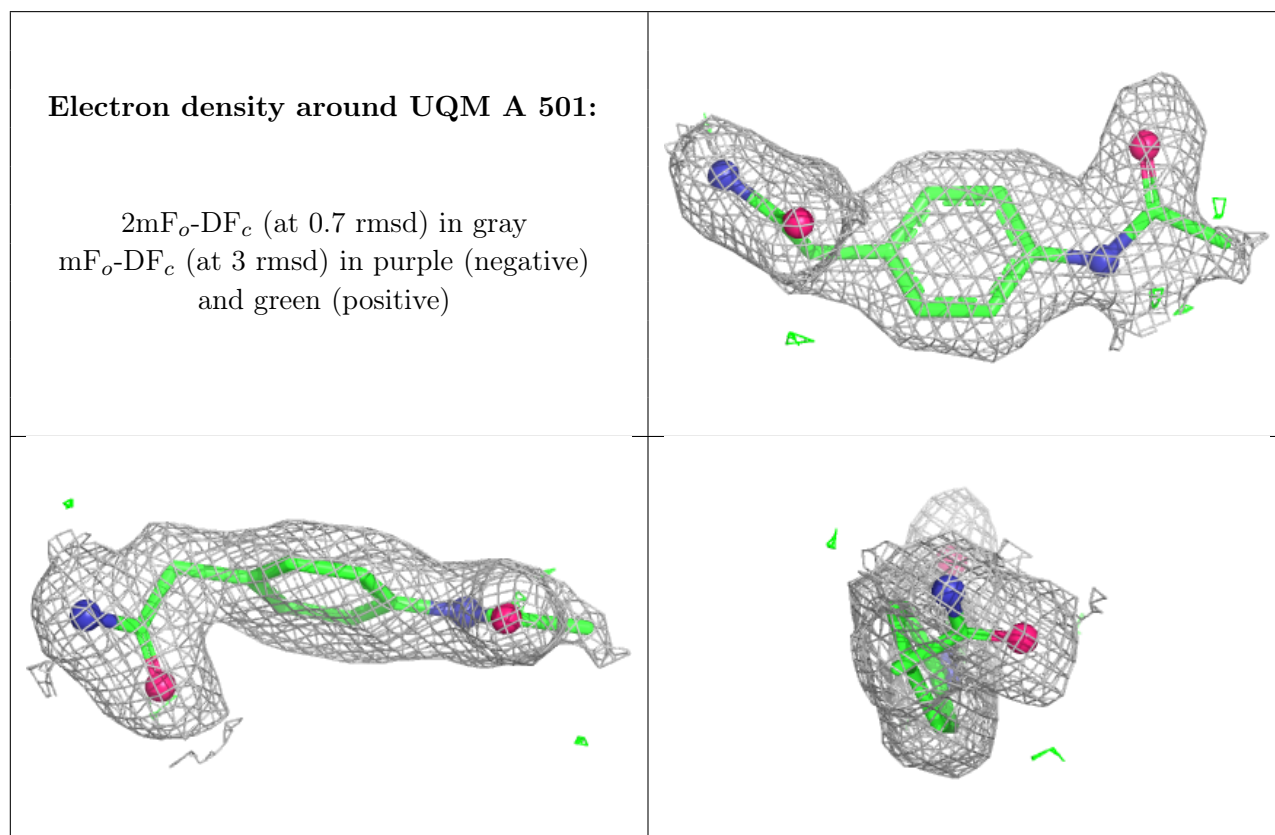 Electron density around UQM A 501:
2mFo-DFc (at 0.7 rmsd) in gray
mFo-DFc (at 3 rmsd) in purple (negative)
and green (positive)